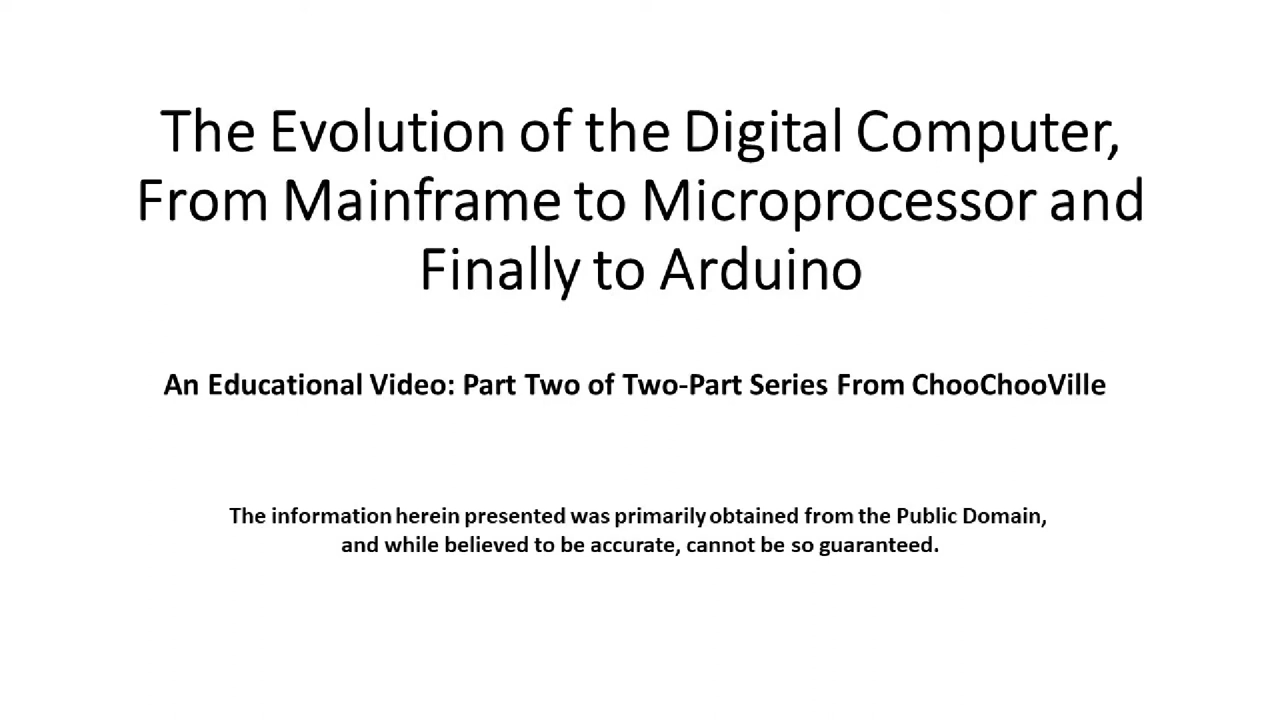 The Evolution of the Digital Computer,
From Mainframe to Microprocessor and
Finally to Arduino
An Educational Video: Part Two of Two-Part Series From ChooChooVille
The information herein presented was primarily obtained from the Public Domain,
and while believed to be accurate, cannot be so guaranteed.